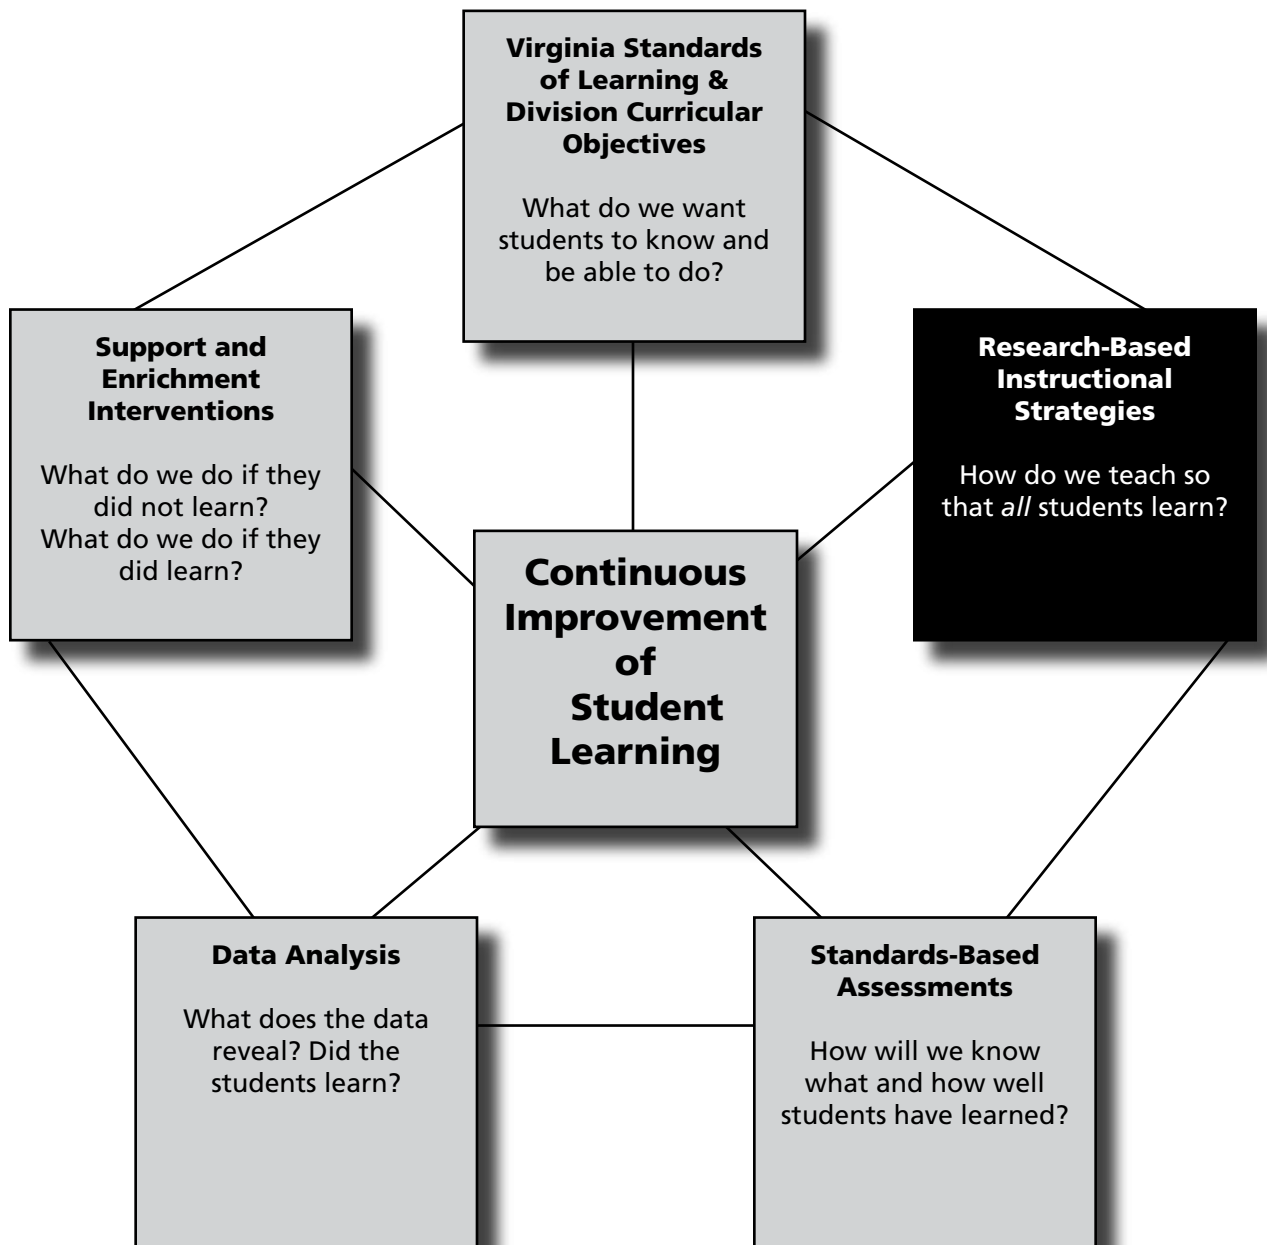 Virginia Standards
of Learning &
Division Curricular
Objectives
What do we want
students to know and
be able to do?
Support and
Enrichment
Interventions
What do we do if they
did not learn?
What do we do if they
did learn?
Research-Based
Instructional
Strategies
How do we teach so
that all students learn?
Continuous
Improvement
of
Student
Learning
Data Analysis
What does the data
reveal? Did the
students learn?
Standards-Based
Assessments
How will we know
what and how well
students have learned?